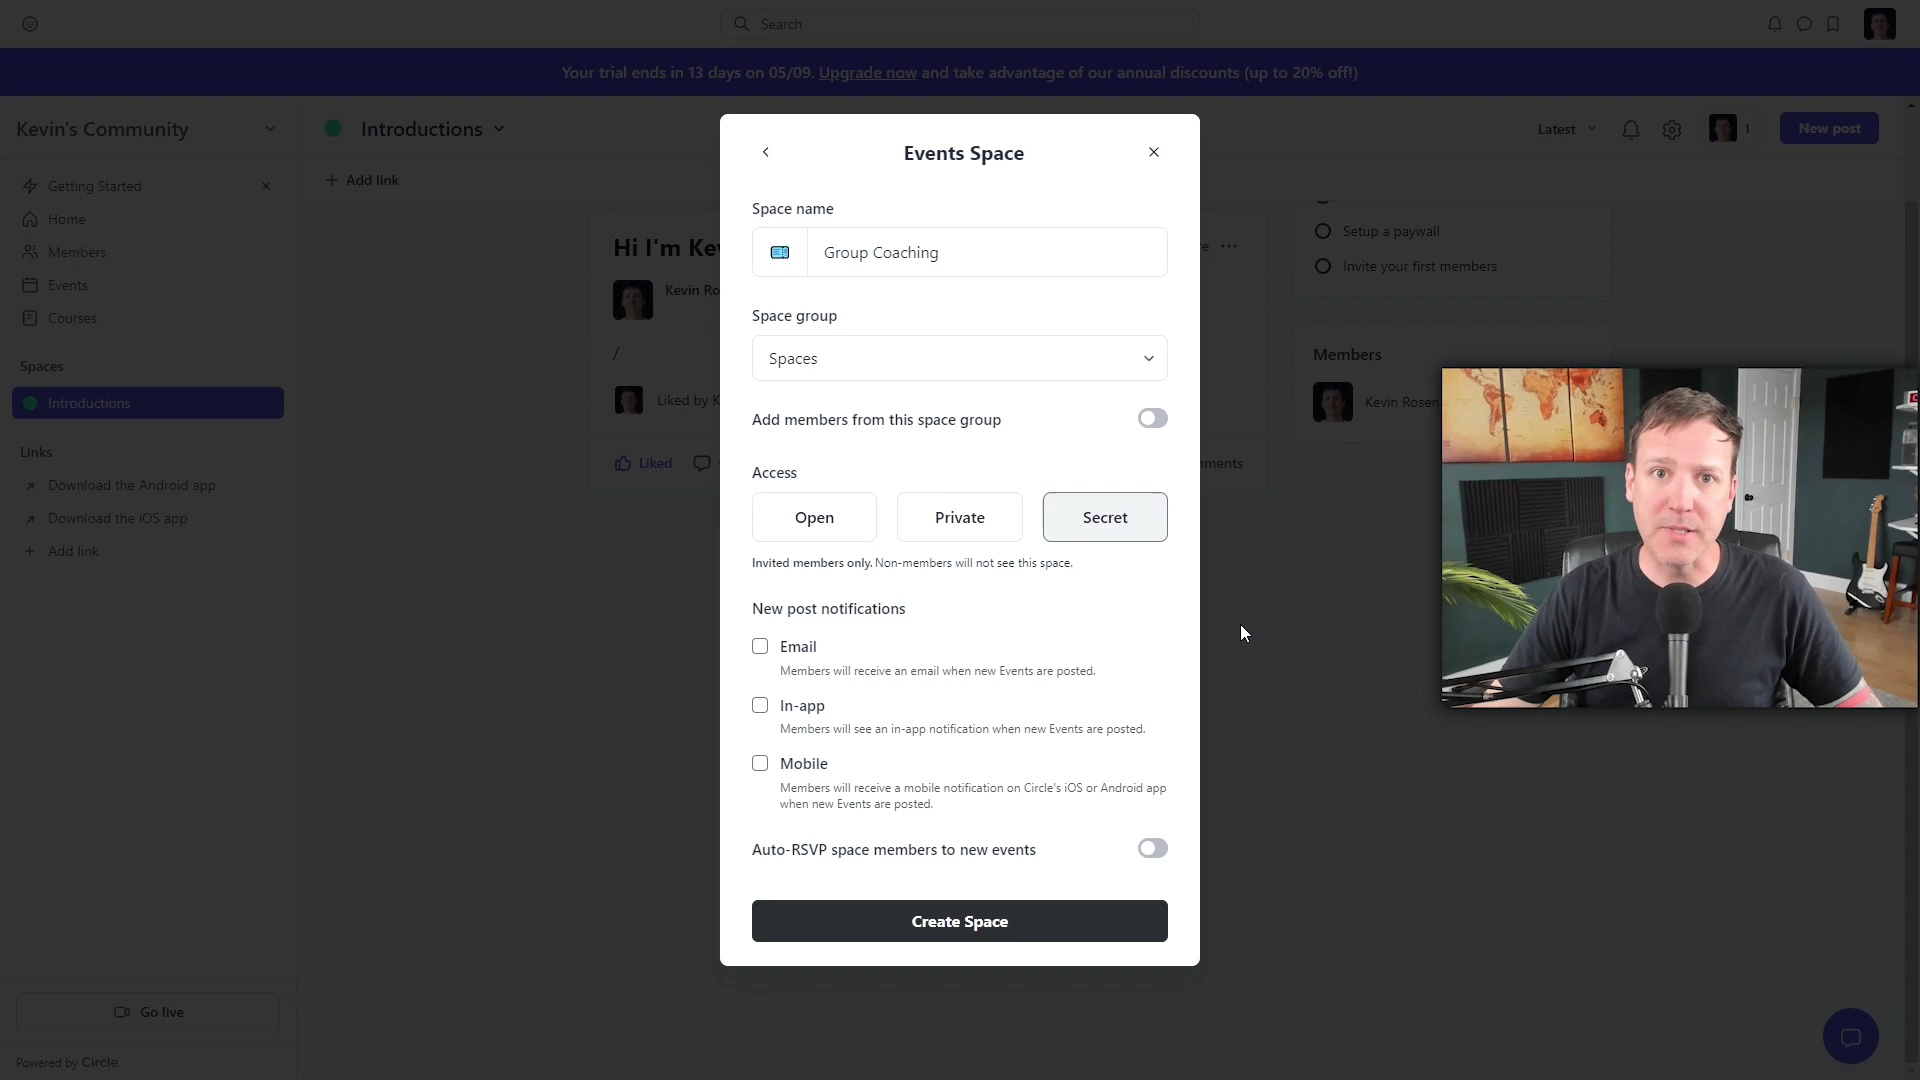 Search
Your trial ends in 13 days on 05/09. Upgrade now and take advantage of our annual discounts (up to 20% off!)
Kevin's Community
Introductions
Latest
1
New post
Add link
Getting Started
Home
Members
Events
Courses
Spaces
Introductions
Links
Download the Android app
Download the iOS app
Add link
Go live
Powered by Circle
Hi I'm
/
Liked by
Liked
Events Space
Space name
Group Coaching
Space group
Spaces
Add members from this space group
Access
Open
Private
Secret
Invited members only. Non-members will not see this space.
New post notifications
Email
Members will receive an email when new Events are posted.
In-app
Members will see an in-app notification when new Events are posted.
Mobile
Members will receive a mobile notification on Circle's iOS or Android app
when new Events are posted.
Auto-RSVP space members to new events
Create Space
Setup a paywall
Invite your first members
Members
Kevin Rosen